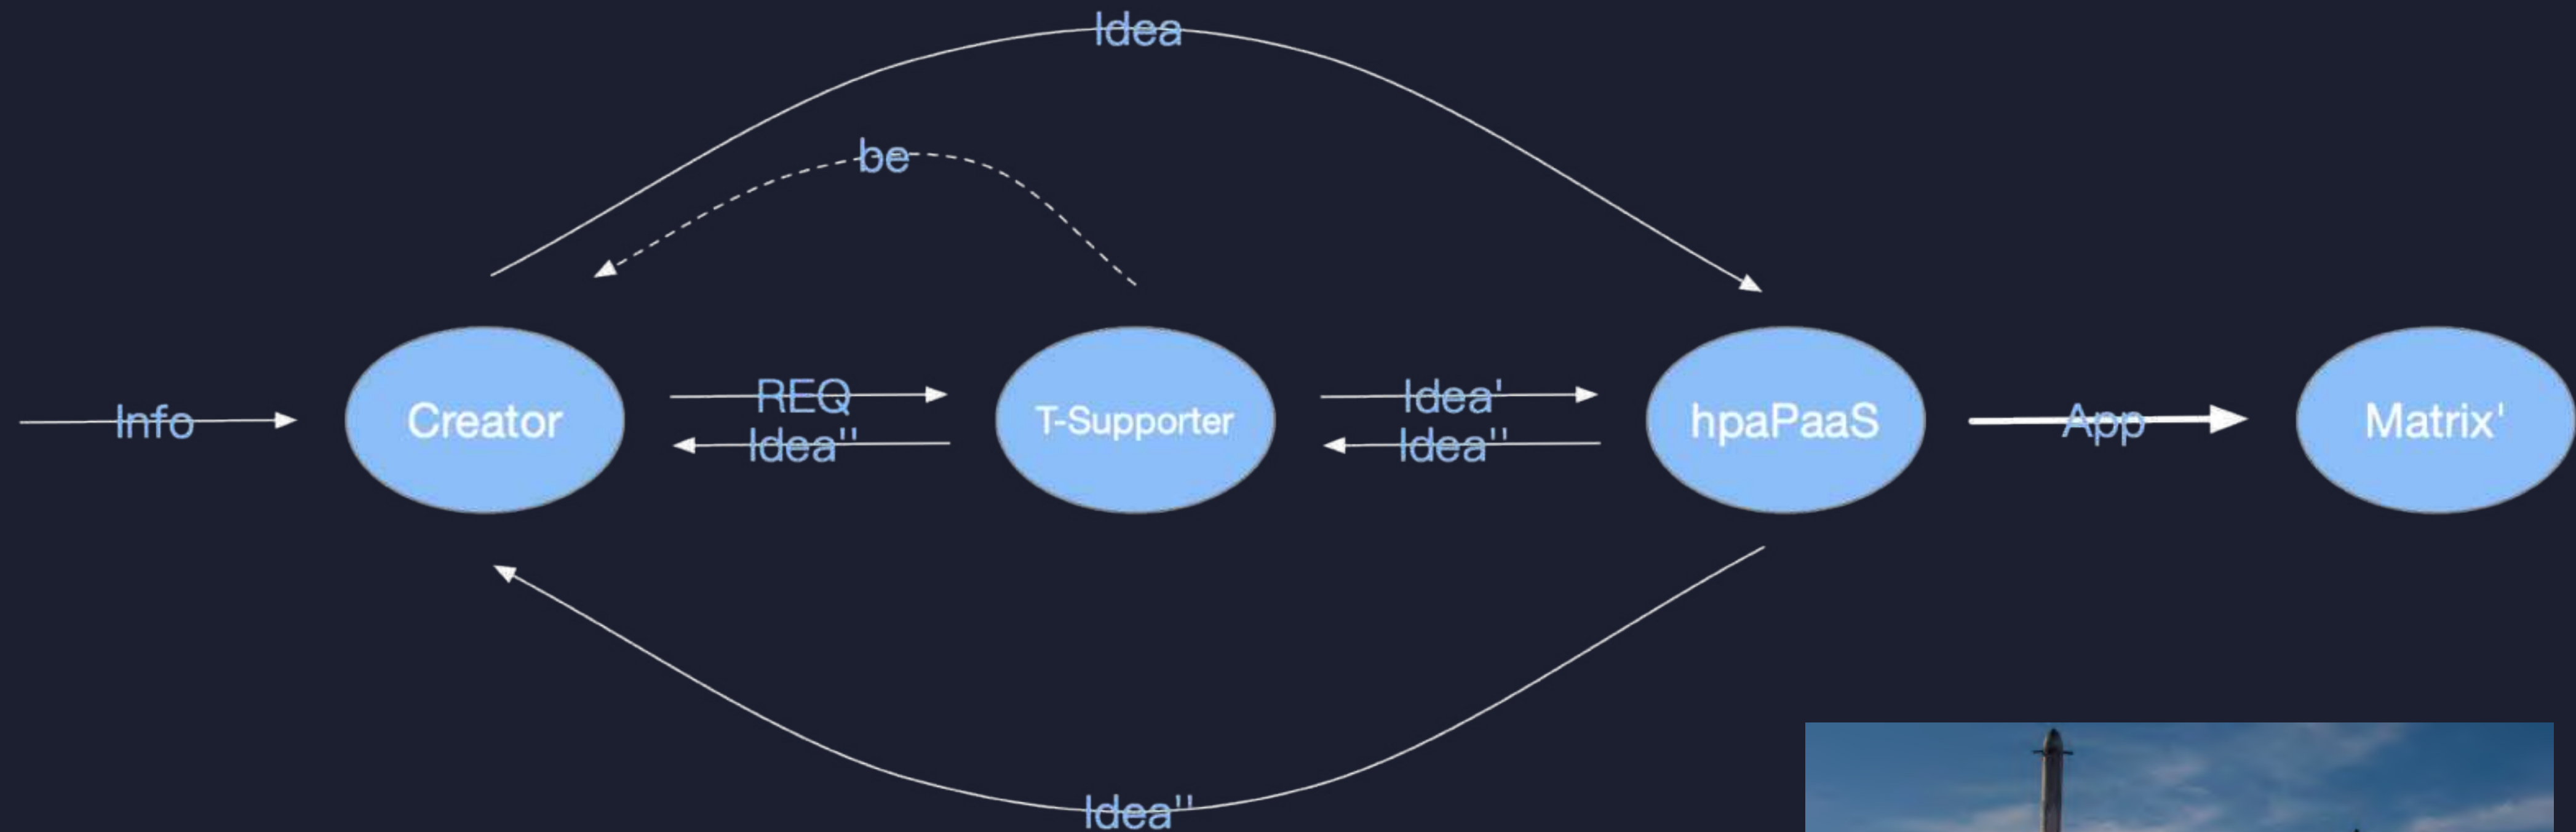 Idea
be
Info
Creator
REQ
Idea''
T-Supporter
Idea'
Idea''
hpaPaaS
App
Matrix'
Idea''